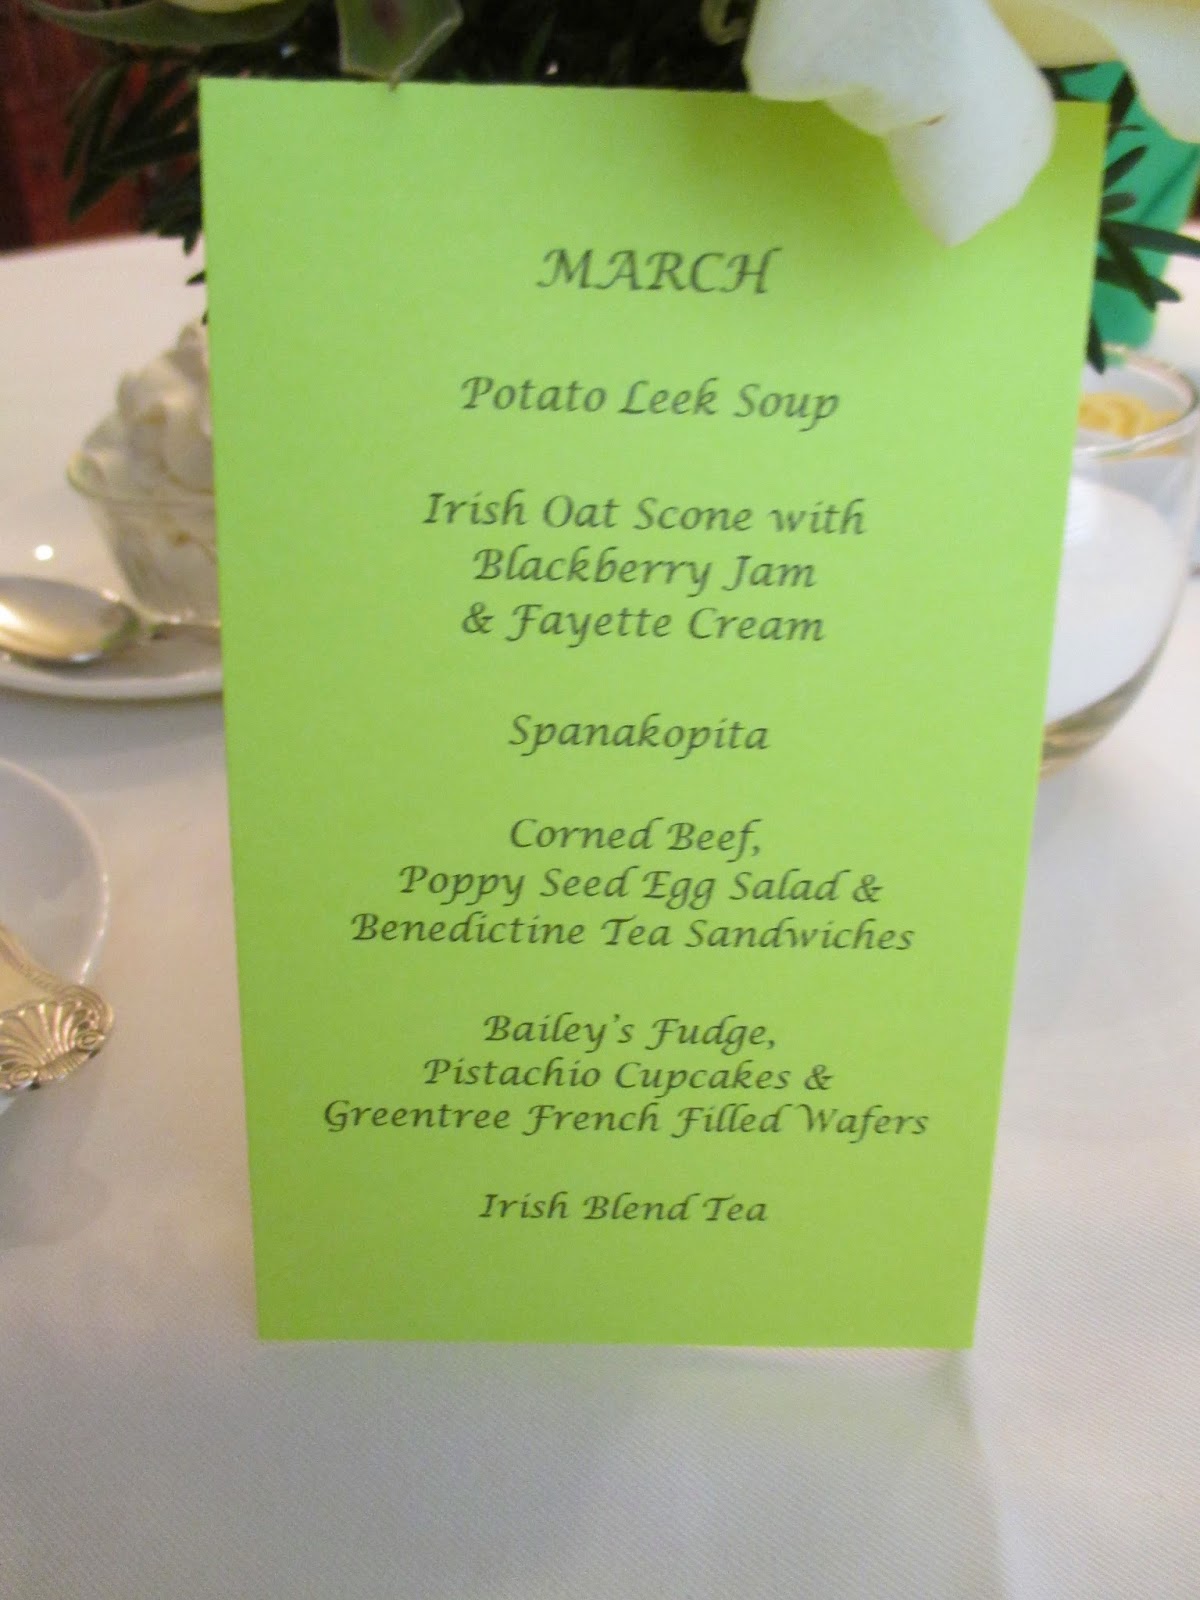 MARCH
Potato Leek Soup
Irish Oat Scone with
Blackberry Jam
& Fayette Cream
Spanakopita
Corned Beef,
Poppy Seed Egg Salad &
Benedictine Tea Sandwiches
Bailey's Fudge,
Pistachio Cupcakes &
Greentree French Filled Wafers
Irish Blend Tea